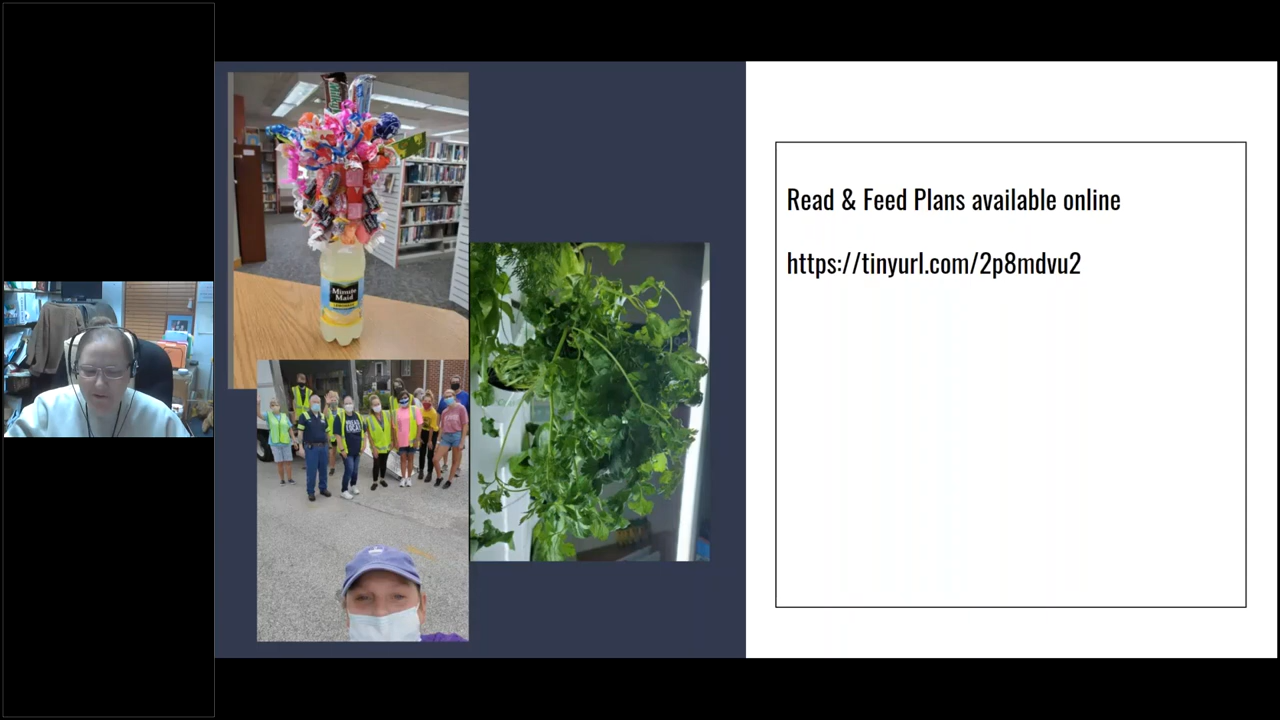 Minute
Maid
Read & Feed Plans available online
https://tinyurl.com/2p8mdvu2